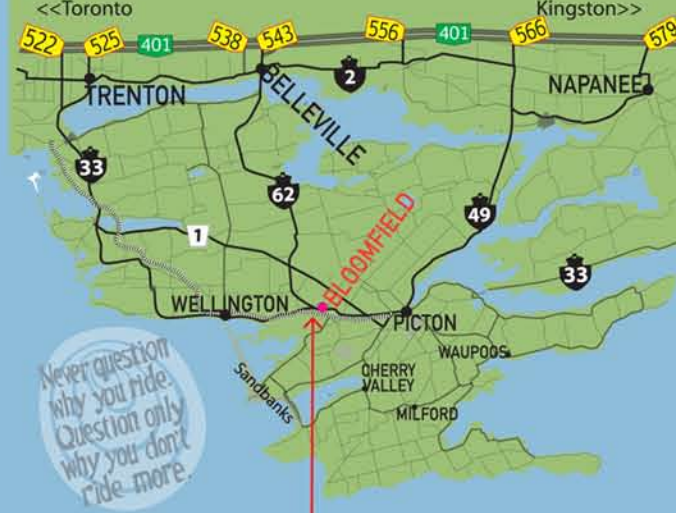 <<Toronto
Kingston>>
522
525
401
538
543
556
401
566
579
TRENTON
BELLEVILLE
2
NAPANEE
33
62
BLOOMFIELD
49
1
33
WELLINGTON
PICTON
WAUPOOS
CHERRY
VALLEY
MILFORD
Sandbanks
Never question
why you ride.
Question only
why you don't
ride more.